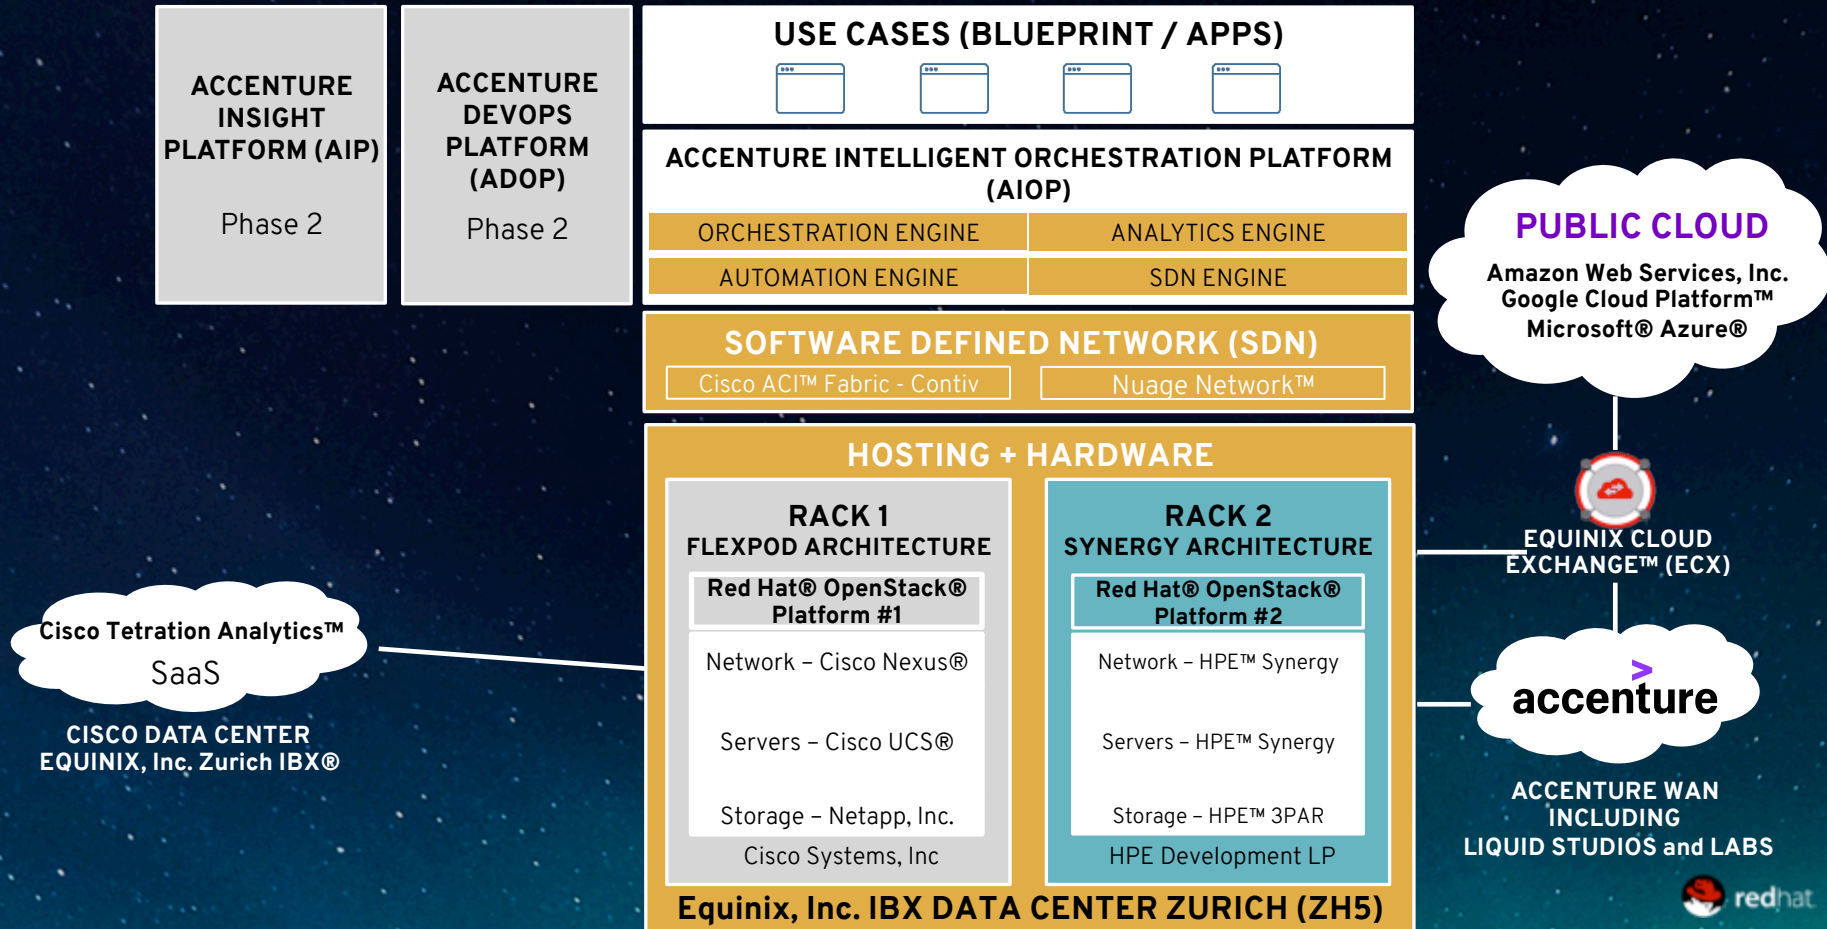 ACCENTURE
INSIGHT
PLATFORM (AIP)
Phase 2
ACCENTURE
DEVOPS
PLATFORM
(ADOP)
Phase 2
USE CASES (BLUEPRINT / APPS)
ACCENTURE INTELLIGENT ORCHESTRATION PLATFORM
(AIOP)
ORCHESTRATION ENGINE
ANALYTICS ENGINE
AUTOMATION ENGINE
SDN ENGINE
SOFTWARE DEFINED NETWORK (SDN)
Cisco ACI™ Fabric - Contiv
Nuage Network™
HOSTING + HARDWARE
RACK 1
FLEXPOD ARCHITECTURE
Red Hat® OpenStack®
Platform #1
Network – Cisco Nexus®
Servers – Cisco UCS®
Storage – Netapp, Inc.
Cisco Systems, Inc
RACK 2
SYNERGY ARCHITECTURE
Red Hat® OpenStack®
Platform #2
Network – HPE™ Synergy
Servers – HPE™ Synergy
Storage – HPE™ 3PAR
HPE Development LP
Equinix, Inc. IBX DATA CENTER ZURICH (ZH5)
Cisco Tetration Analytics™
SaaS
CISCO DATA CENTER
EQUINIX, Inc. Zurich IBX®
PUBLIC CLOUD
Amazon Web Services, Inc.
Google Cloud Platform™
Microsoft® Azure®
EQUINIX CLOUD
EXCHANGE™ (ECX)
accenture
ACCENTURE WAN
INCLUDING
LIQUID STUDIOS and LABS
redhat.